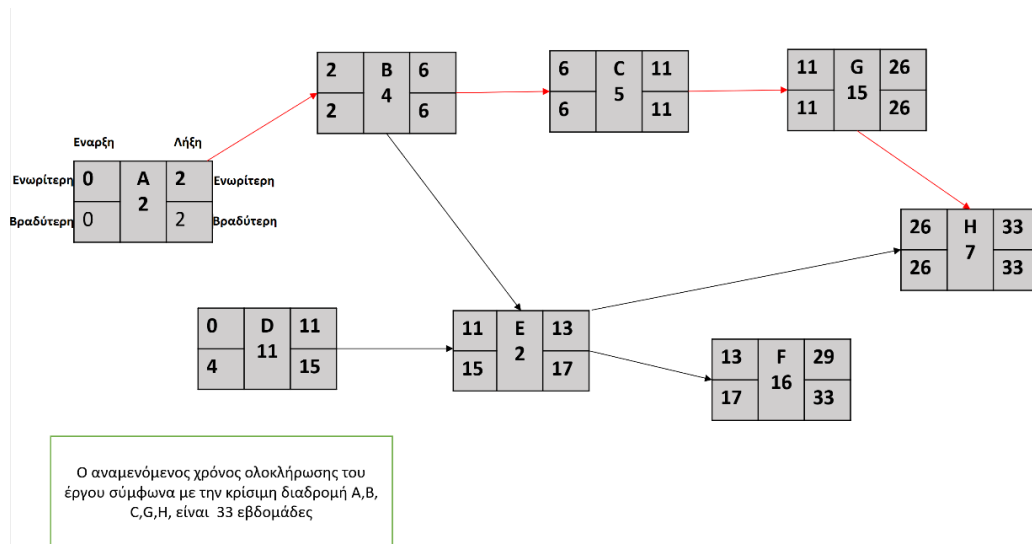 2 B 6
4
2 6
6 C 11
5
6 11
11 G 26
15
11 26
Εναρξη Λήξη
Ενωρίτερη 0 A 2 Ενωρίτερη
2
Βραδύτερη 0 2 Βραδύτερη
26 H 33
7
26 33
0 D 11
11
4 15
11 E 13
2
15 17
13 F 29
16
17 33
Ο αναμενόμενος χρόνος ολοκλήρωσης του
έργου σύμφωνα με την κρίσιμη διαδρομή Α,Β,
C,G,H, είναι 33 εβδομάδες